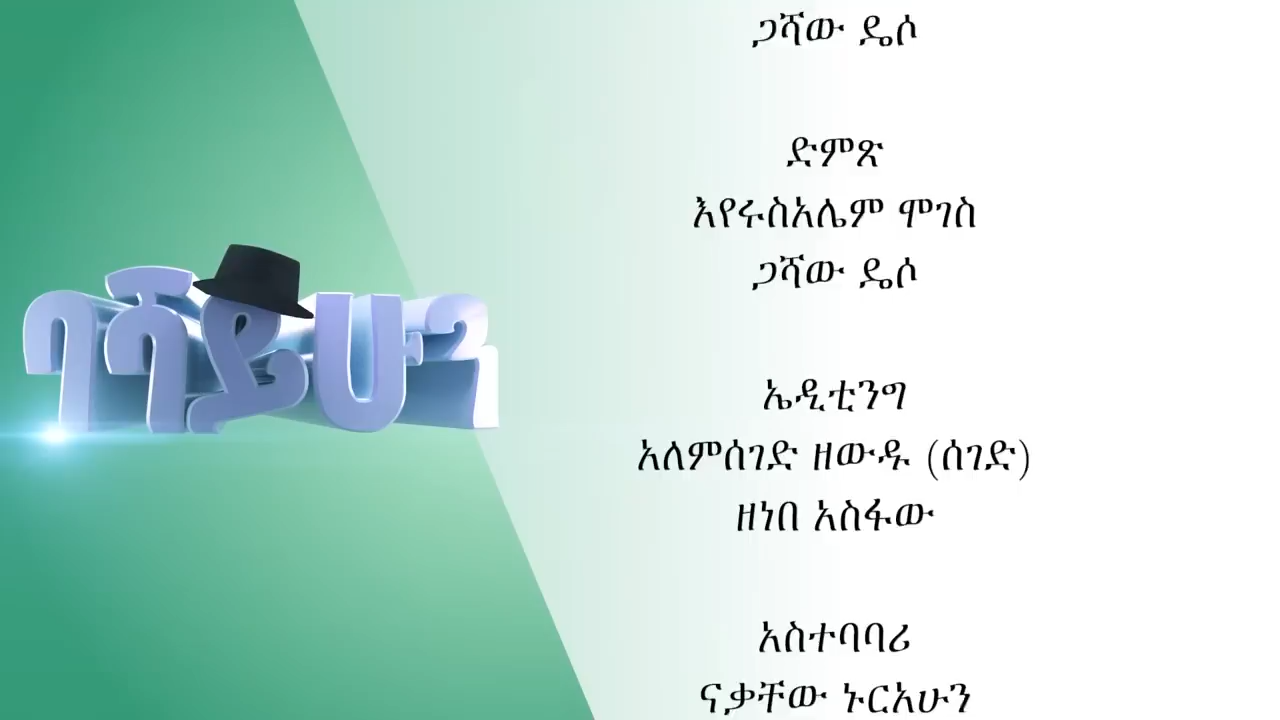 ባሻይሁን
ጋሻው ዴሶ
ድምጽ
እየሩስአሌም ሞገስ
ጋሻው ዴሶ
ኤዲቲንግ
አለምሰገድ ዘውዱ (ሰገድ)
ዘነበ አስፋው
አስተባባሪ
ናቃቸው ኑርአሁን